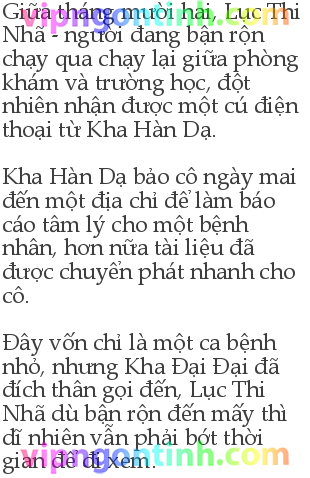 Giữa tháng mười hai, Lục Thi
Nhã - người đang bận rộn
chạy qua chạy lại giữa phòng
khám và trường học, đột
nhiên nhận được một cú điện
thoại từ Kha Hàn Dạ.
Kha Hàn Dạ bảo cô ngày mai
đến một địa chỉ để làm báo
cáo tâm lý cho một bệnh
nhân, hơn nữa tài liệu đã
được chuyển phát nhanh cho
cô.
Đây vốn chỉ là một ca bệnh
nhỏ, nhưng Kha Đại Đại đã
đích thân gọi đến, Lục Thi
Nhã dù bận rộn đến mấy thì
dĩ nhiên vẫn phải bớt thời
gian để đi xem.
vipngontinh.com
vipngontinh.com